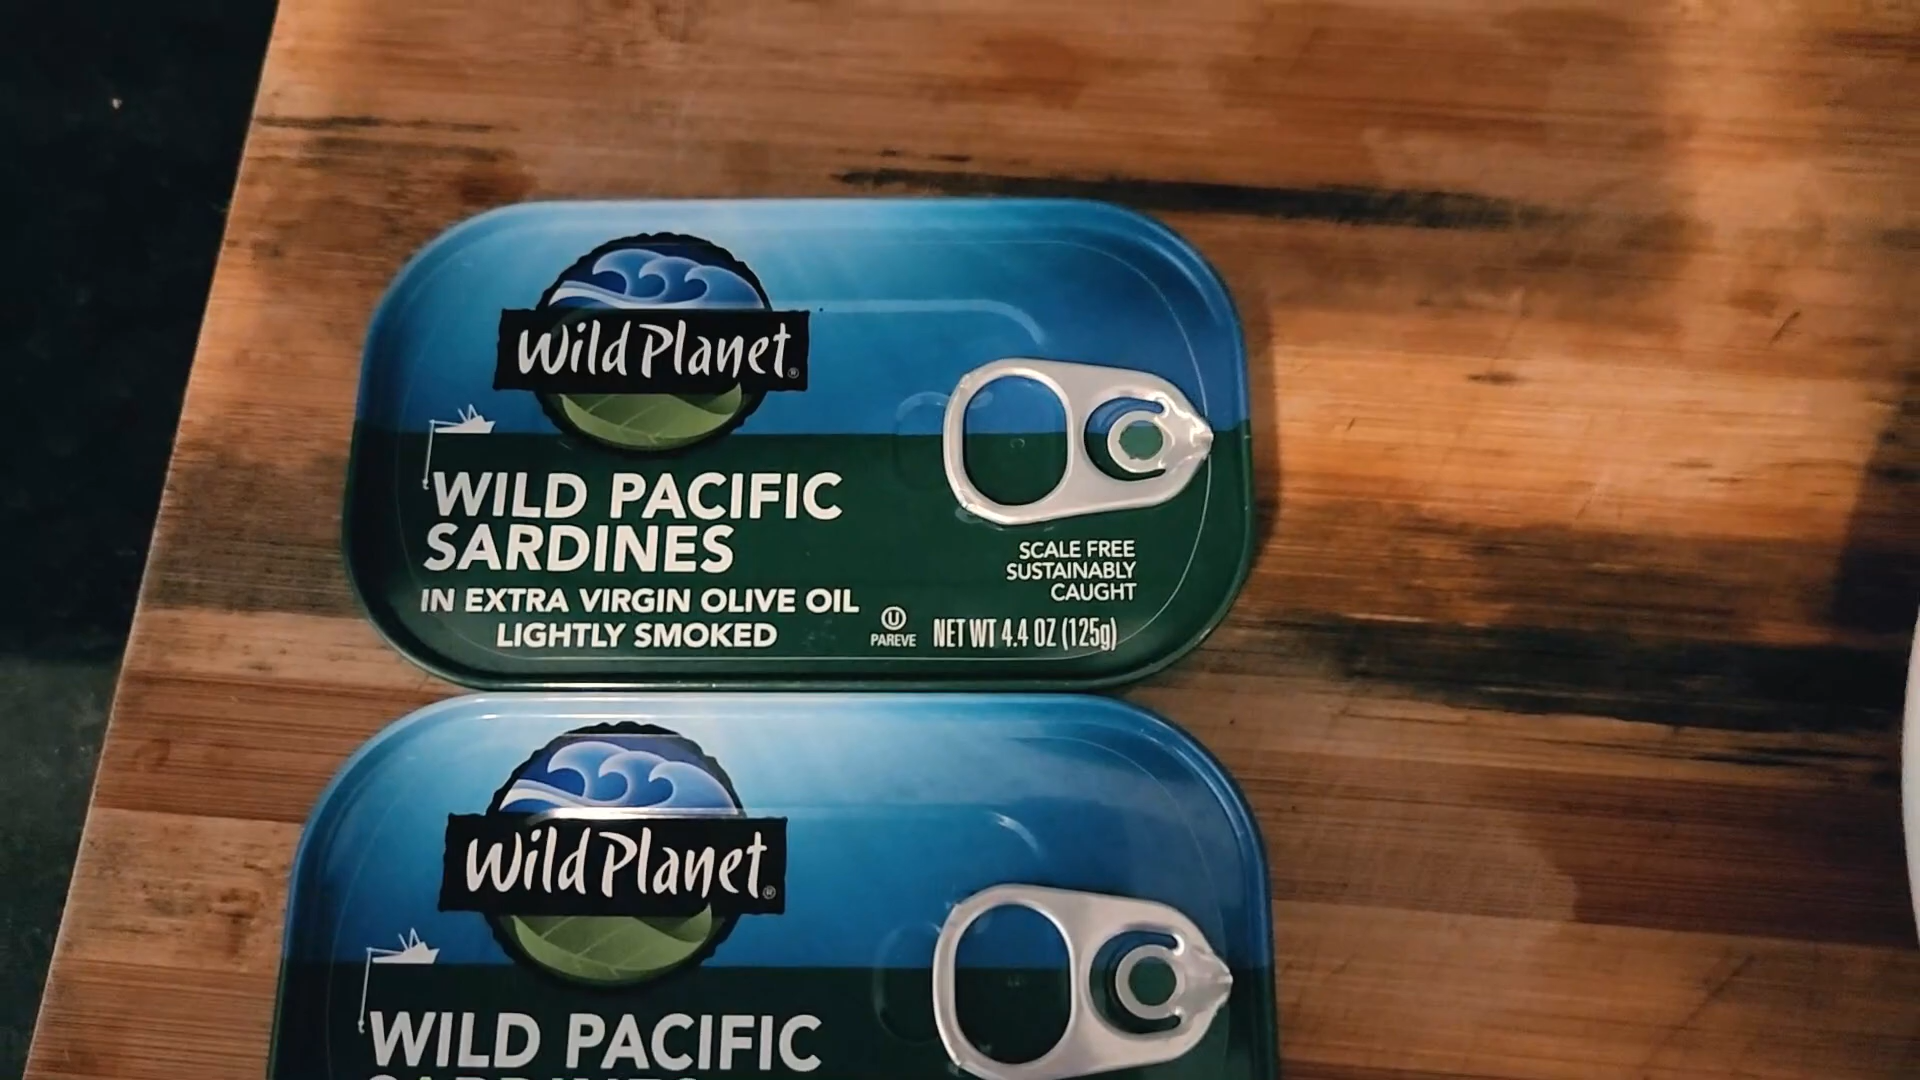 Wild Planet®
WILD PACIFIC
SARDINES
IN EXTRA VIRGIN OLIVE OIL
LIGHTLY SMOKED
SCALE FREE
SUSTAINABLY
CAUGHT
U
PAREVE
NET WT 4.4 OZ (125g)
Wild Planet®
WILD PACIFIC
SARDINES